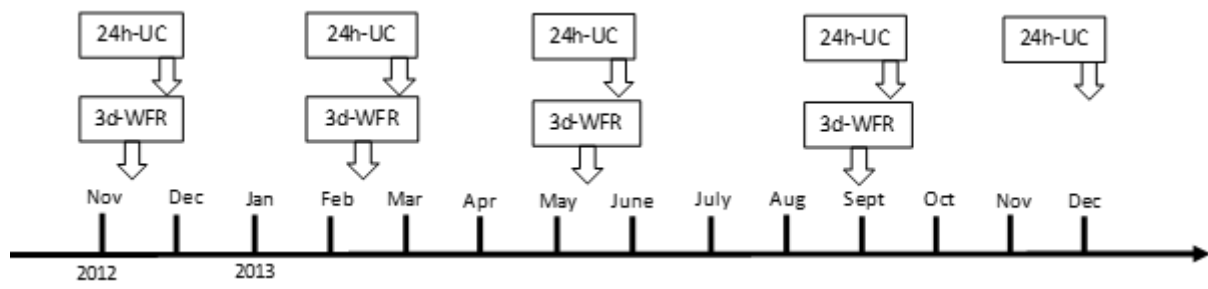 24h-UC 24h-UC 24h-UC 24h-UC 24h-UC
3d-WFR 3d-WFR 3d-WFR 3d-WFR
Nov Dec Jan Feb Mar Apr May June July Aug Sept Oct Nov Dec
2012 2013